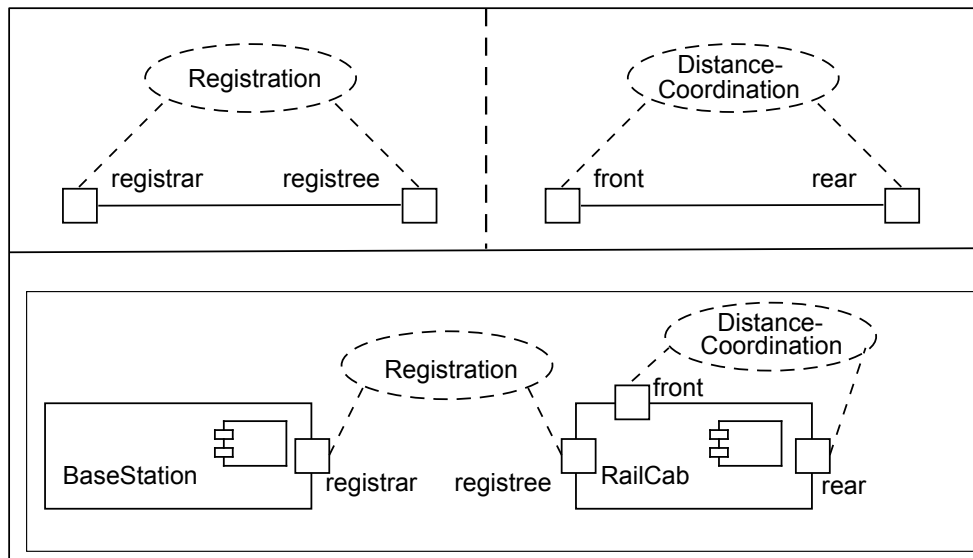 Registration
registrar
registree
Distance-
Coordination
front
rear
Distance-
Coordination
Registration
front
BaseStation
registrar
registree
RailCab
rear